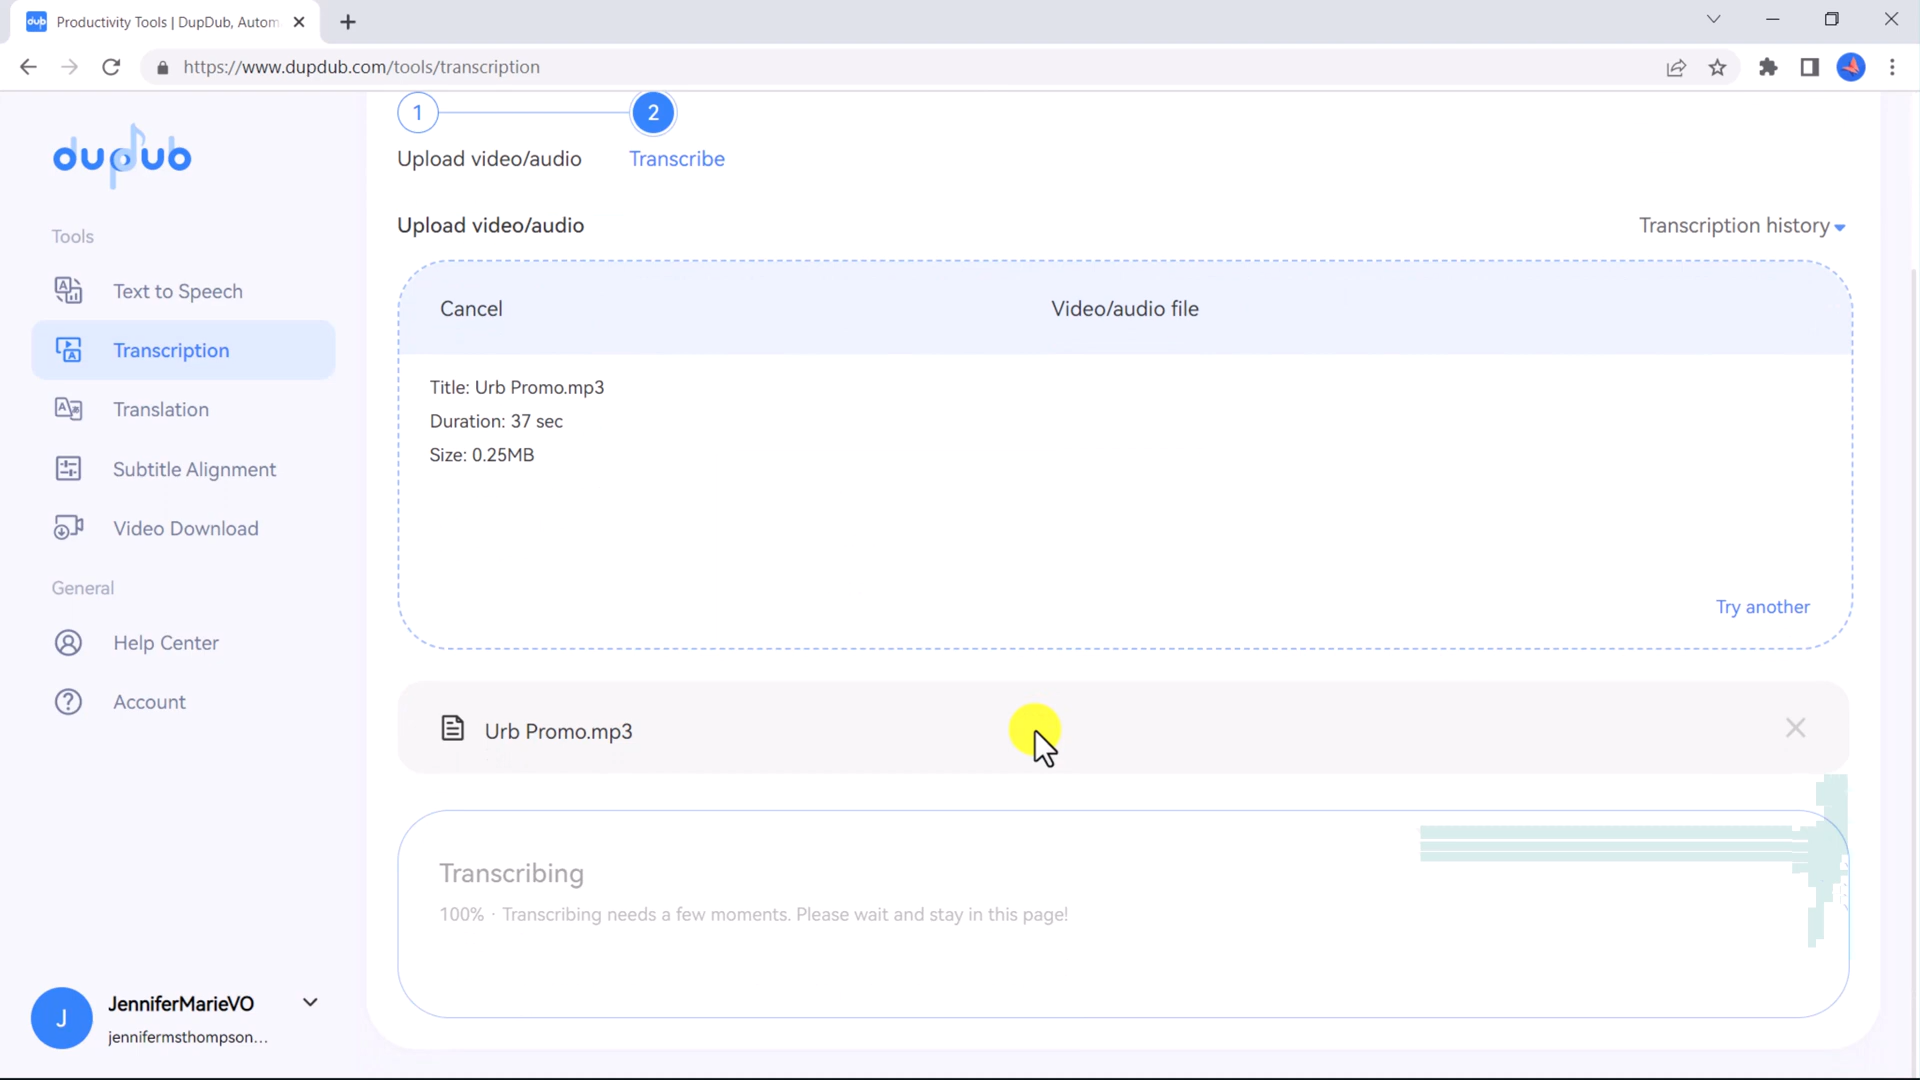 dub Productivity Tools | DupDub, Autom
https://www.dupdub.com/tools/transcription
dupdub
1
2
Upload video/audio
Transcribe
Tools
Upload video/audio
Transcription history
Text to Speech
Cancel
Video/audio file
Transcription
Title: Urb Promo.mp3
Translation
Duration: 37 sec
Size: 0.25MB
Subtitle Alignment
Video Download
General
Try another
Help Center
Account
Urb Promo.mp3
Transcribing
100% · Transcribing needs a few moments. Please wait and stay in this page!
J
JenniferMarieVO
jennifermsthompson...